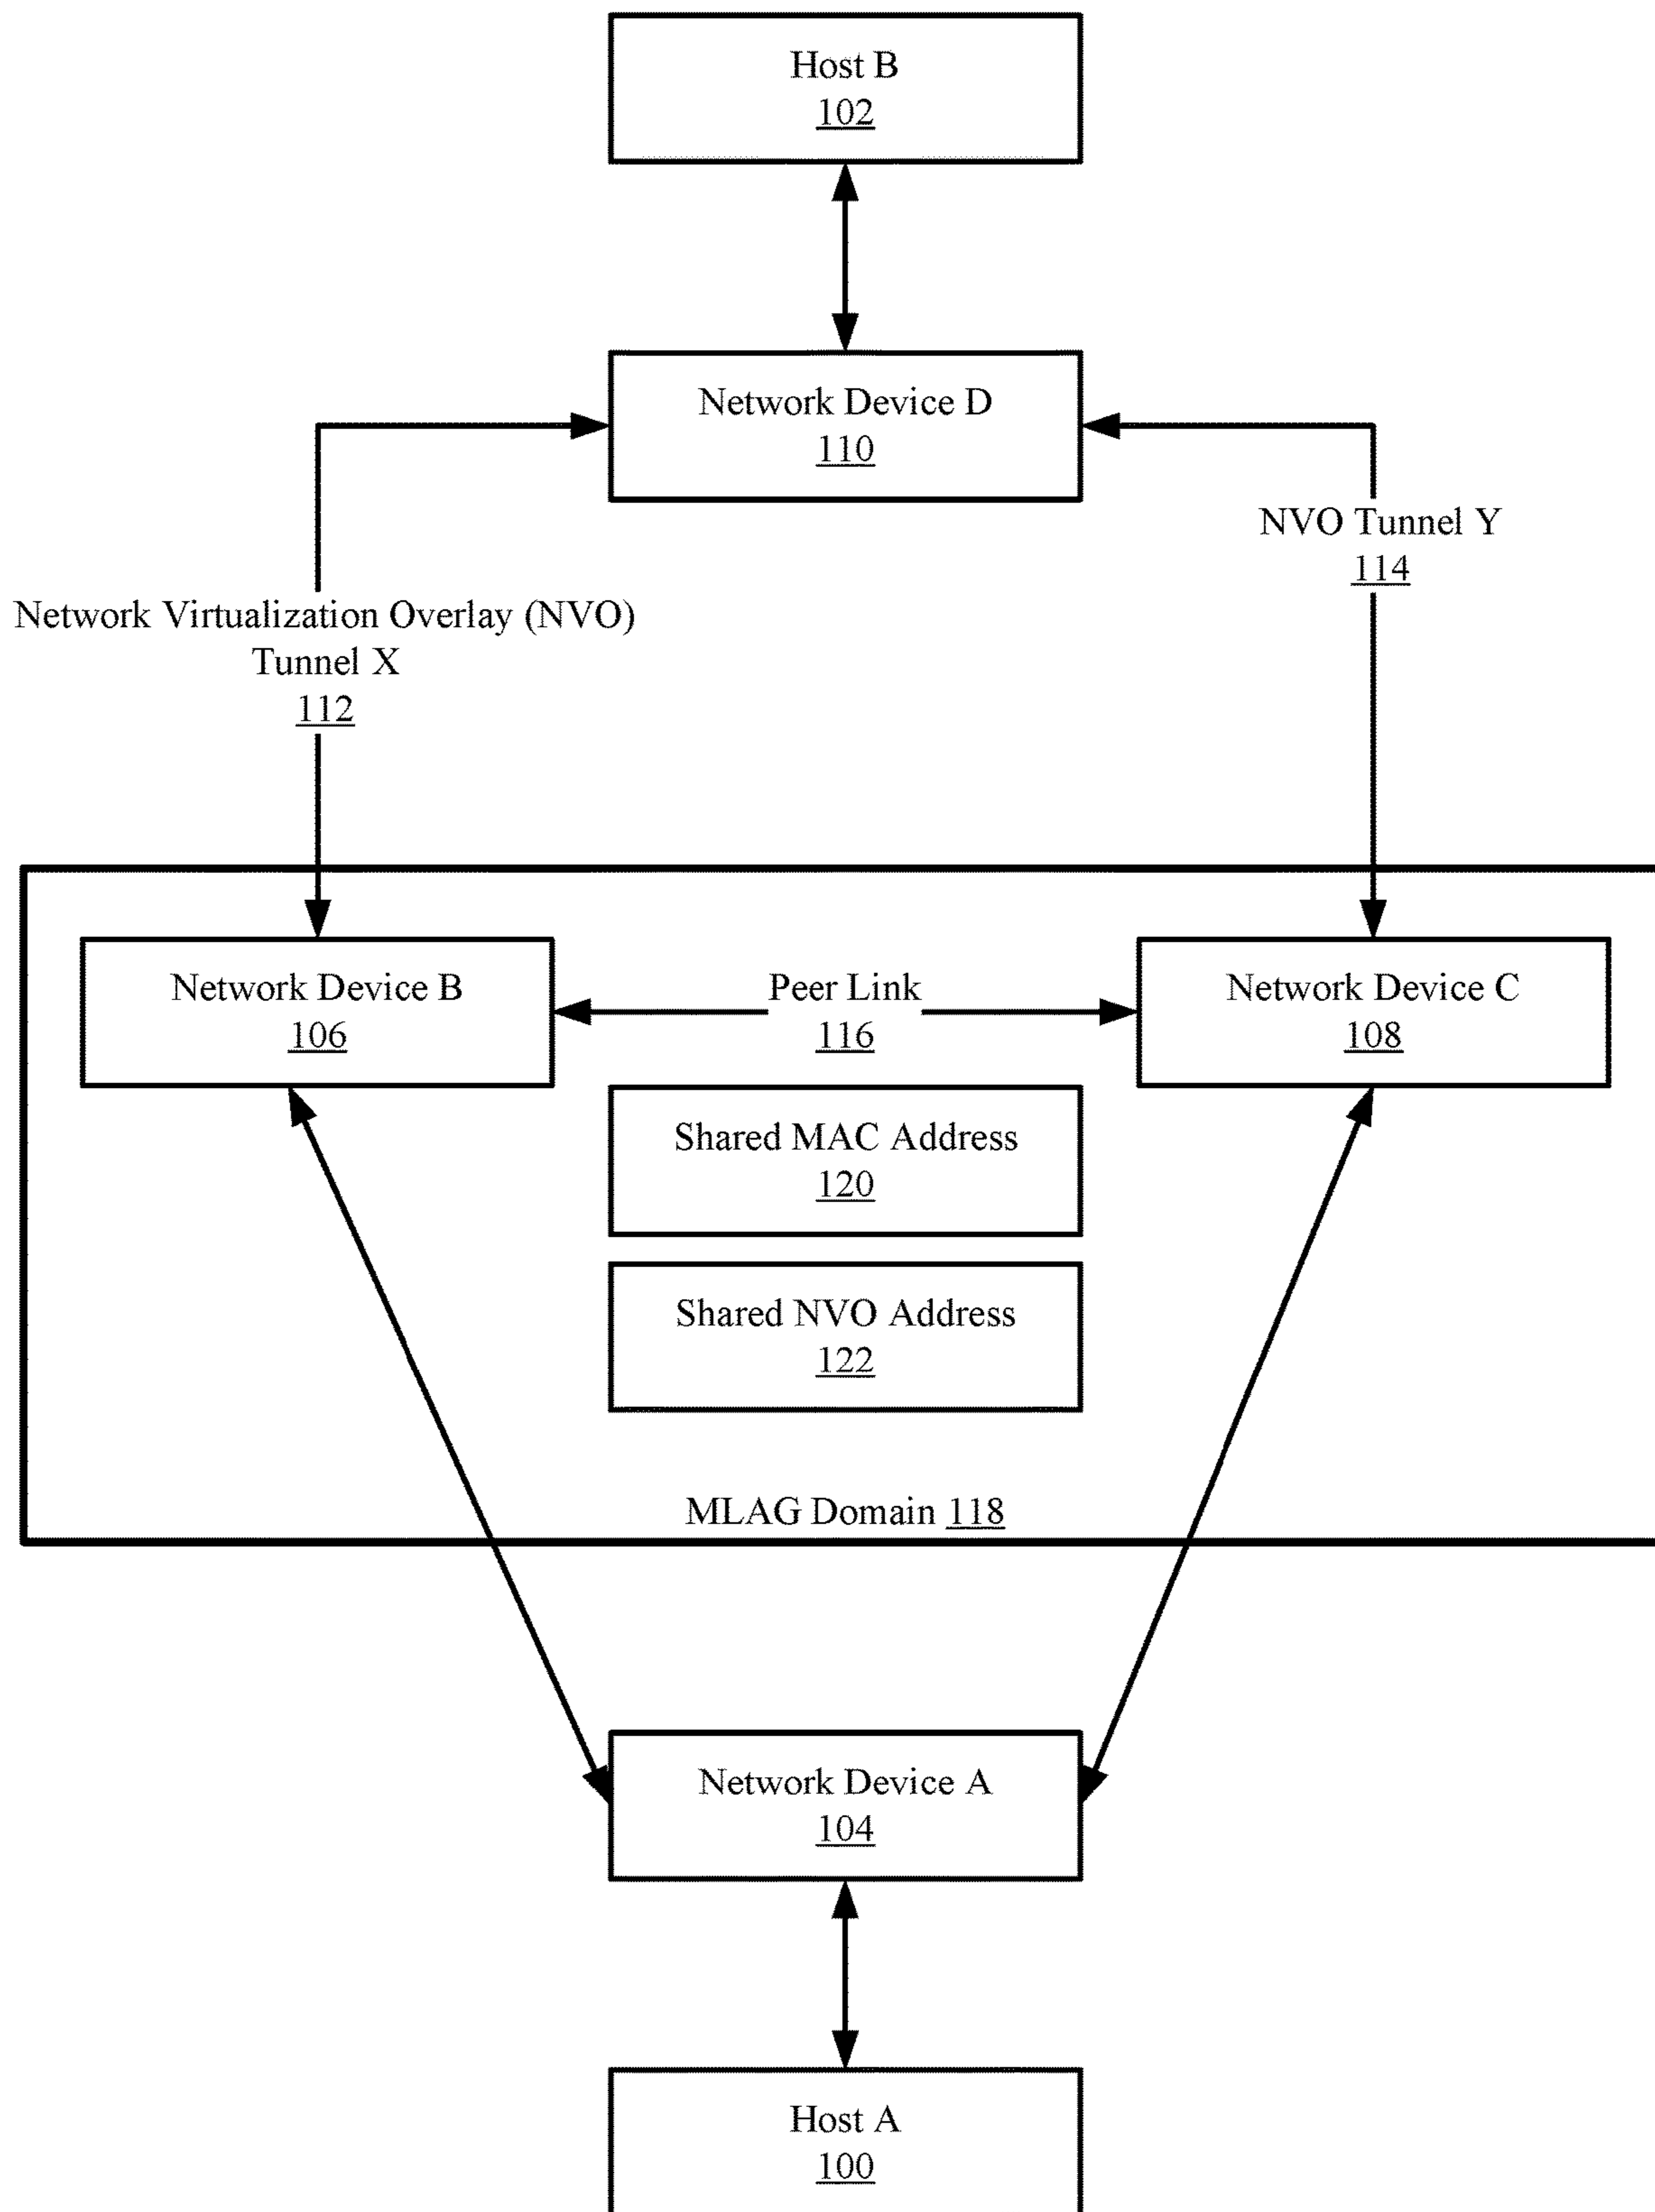 Host B
102
Network Device D
110
NVO Tunnel Y
114
Network Virtualization Overlay (NVO)
Tunnel X
112
Network Device B
106
Peer Link
116
Network Device C
108
Shared MAC Address
120
Shared NVO Address
122
MLAG Domain 118
Network Device A
104
Host A
100